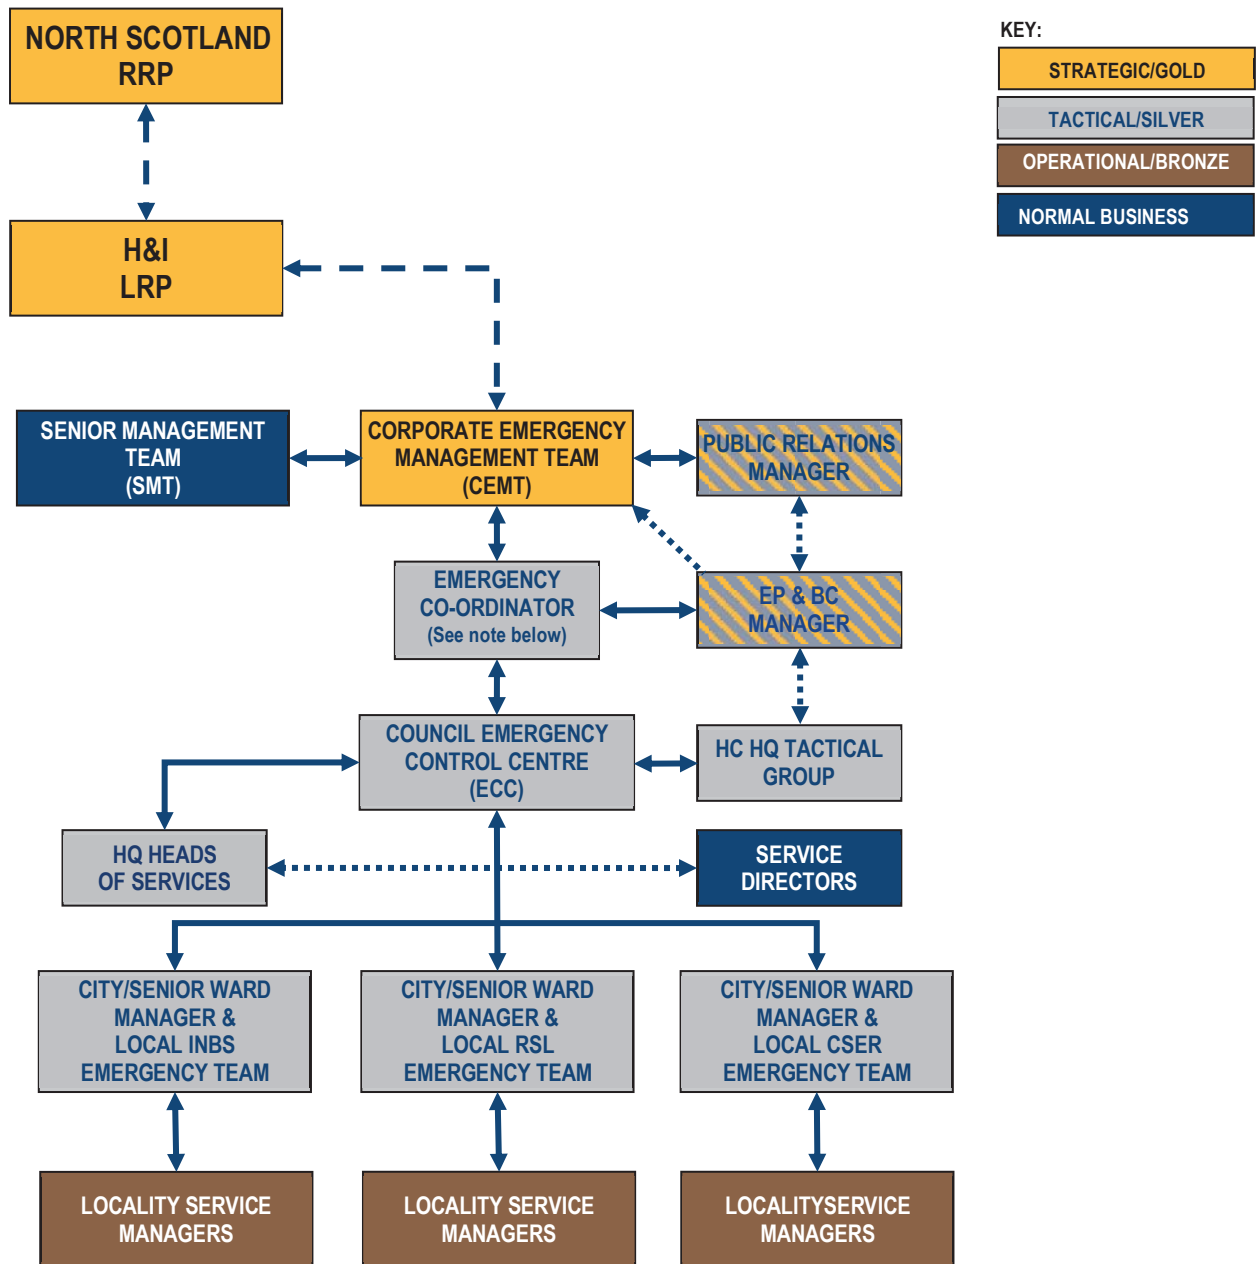 NORTH SCOTLAND
RRP
KEY:
STRATEGIC/GOLD
TACTICAL/SILVER
OPERATIONAL/BRONZE
NORMAL BUSINESS
H&I
LRP
SENIOR MANAGEMENT
TEAM
(SMT)
CORPORATE EMERGENCY
MANAGEMENT TEAM
(CEMT)
PUBLIC RELATIONS
MANAGER
EMERGENCY
CO-ORDINATOR
(See note below)
EP & BC
MANAGER
COUNCIL EMERGENCY
CONTROL CENTRE
(ECC)
HC HQ TACTICAL
GROUP
HQ HEADS
OF SERVICES
SERVICE
DIRECTORS
CITY/SENIOR WARD
MANAGER &
LOCAL INBS
EMERGENCY TEAM
CITY/SENIOR WARD
MANAGER &
LOCAL RSL
EMERGENCY TEAM
CITY/SENIOR WARD
MANAGER &
LOCAL CSER
EMERGENCY TEAM
LOCALITY SERVICE
MANAGERS
LOCALITY SERVICE
MANAGERS
LOCALITYSERVICE
MANAGERS